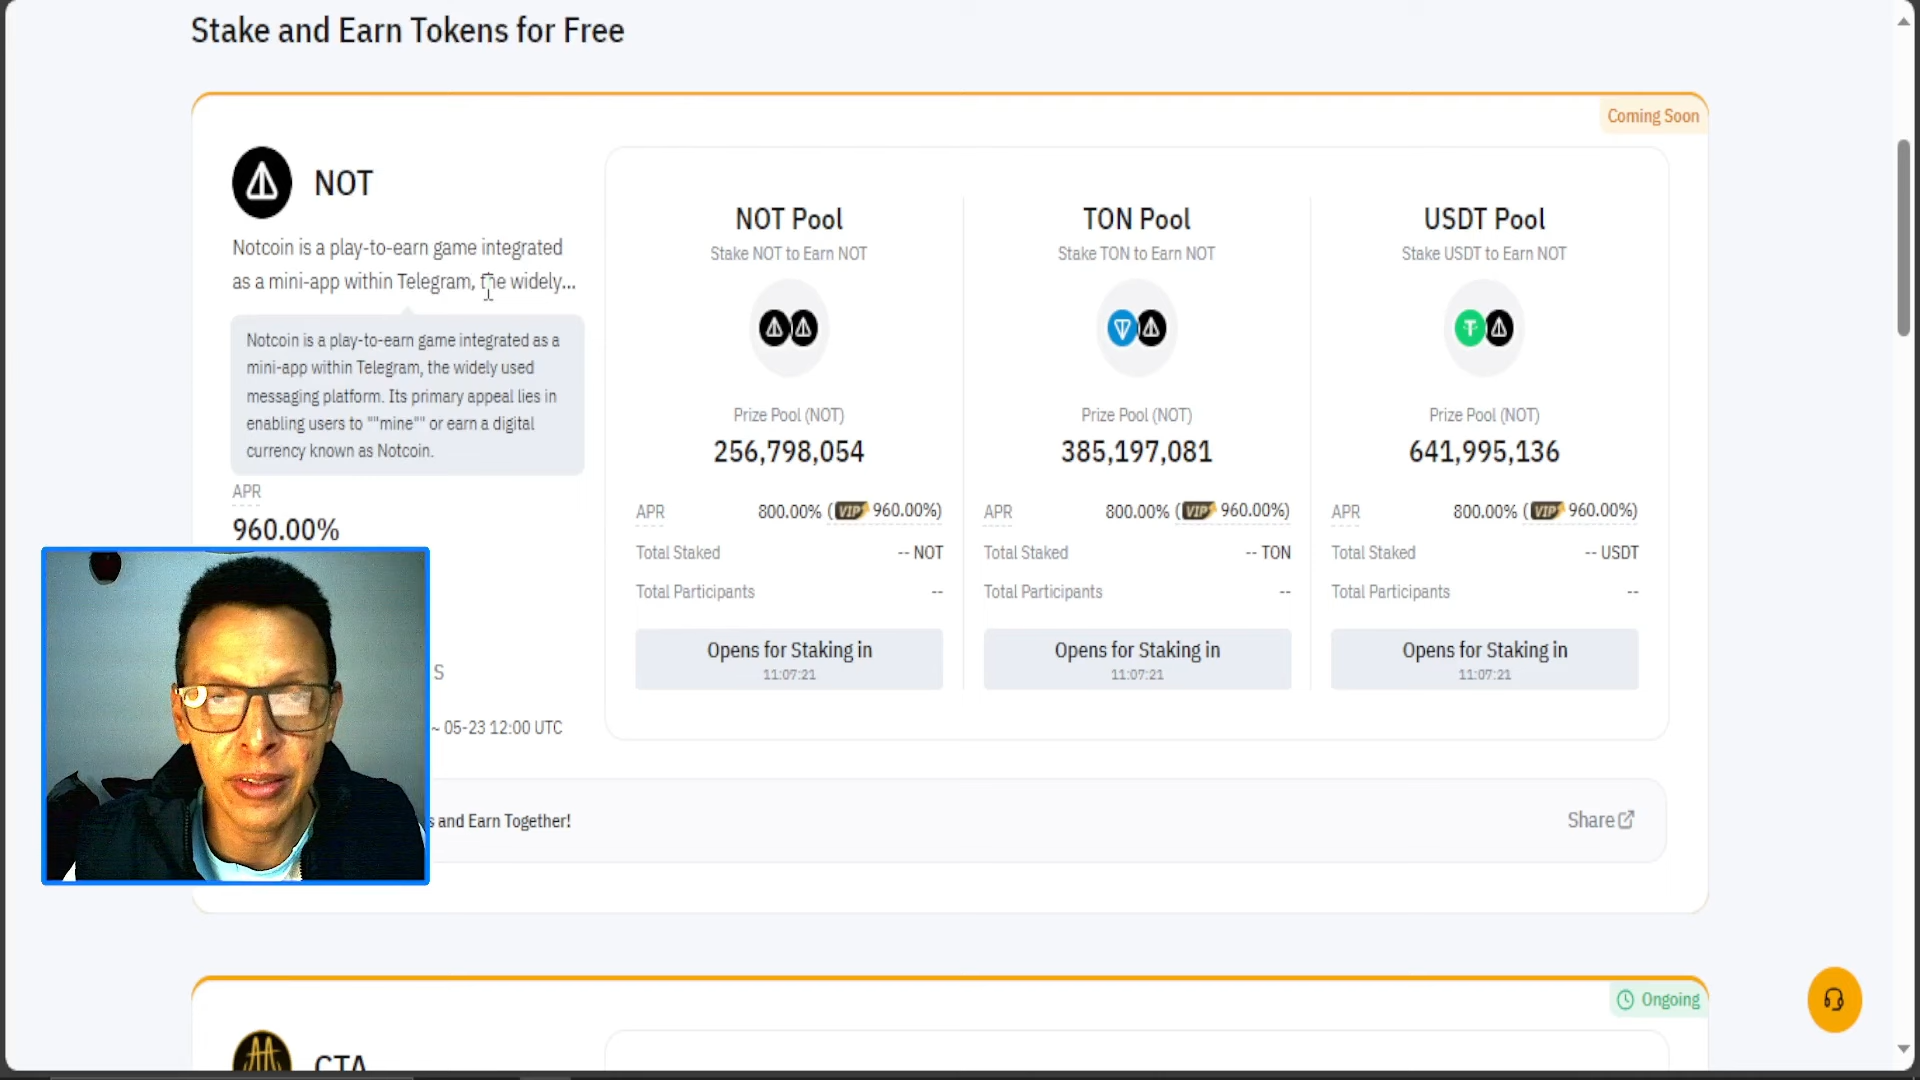 Stake and Earn Tokens for Free
Coming Soon
NOT
Notcoin is a play-to-earn game integrated
as a mini-app within Telegram, the widely...
Notcoin is a play-to-earn game integrated as a
mini-app within Telegram, the widely used
messaging platform. Its primary appeal lies in
enabling users to ""mine"" or earn a digital
currency known as Notcoin.
APR
960.00%
S
~ 05-23 12:00 UTC
NOT Pool
Stake NOT to Earn NOT
Prize Pool (NOT)
256,798,054
APR 800.00% (VIP 960.00%)
Total Staked -- NOT
Total Participants --
Opens for Staking in
11:07:21
TON Pool
Stake TON to Earn NOT
Prize Pool (NOT)
385,197,081
APR 800.00% (VIP 960.00%)
Total Staked -- TON
Total Participants --
Opens for Staking in
11:07:21
USDT Pool
Stake USDT to Earn NOT
Prize Pool (NOT)
641,995,136
APR 800.00% (VIP 960.00%)
Total Staked -- USDT
Total Participants --
Opens for Staking in
11:07:21
s and Earn Together!
Share
Ongoing
CTA